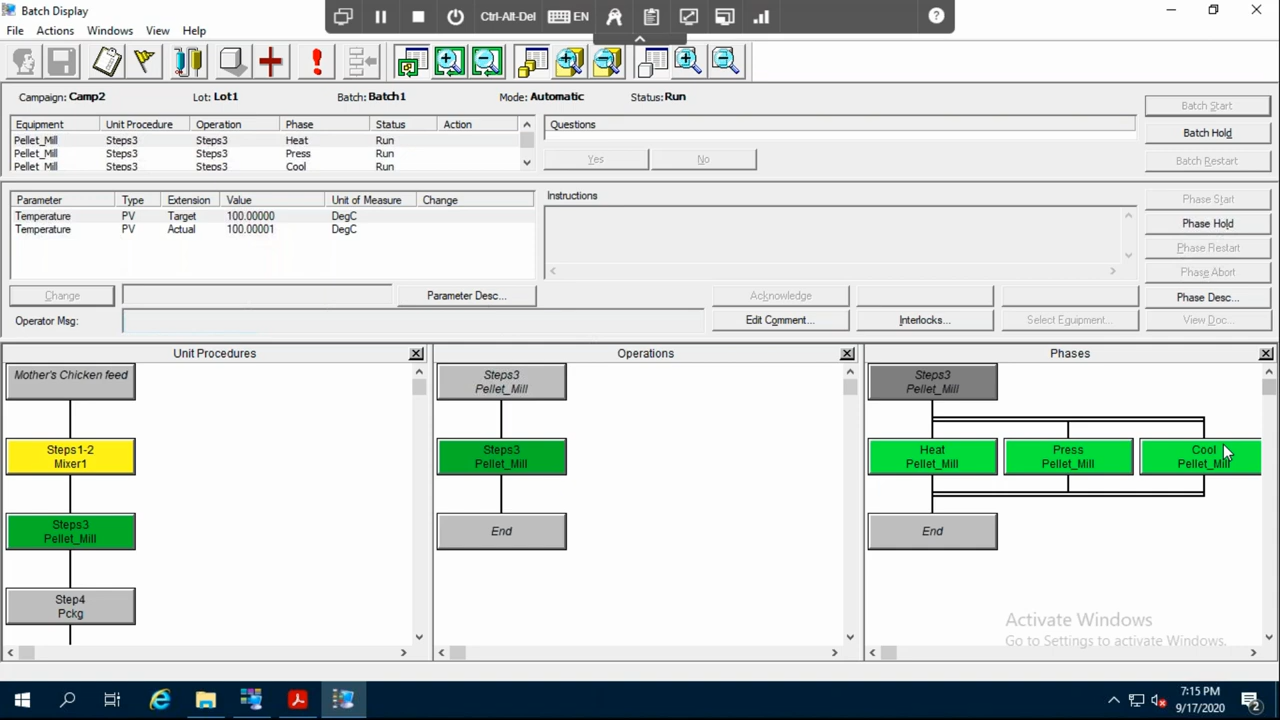 Batch Display
Ctrl-Alt-Del EN
File Actions Windows View Help
Campaign: Camp2 Lot: Lot1 Batch: Batch1 Mode: Automatic Status: Run
Batch Start
Equipment Unit Procedure Operation Phase Status Action
Pellet_Mill Steps3 Steps3 Heat Run
Pellet_Mill Steps3 Steps3 Press Run
Pellet_Mill Steps3 Steps3 Cool Run
Questions
Yes No
Batch Hold
Batch Restart
Parameter Type Extension Value Unit of Measure Change
Temperature PV Target 100.00000 DegC
Temperature PV Actual 100.00001 DegC
Instructions
Phase Start
Phase Hold
Phase Restart
Phase Abort
Change Parameter Desc... Acknowledge Phase Desc...
Operator Msg: Edit Comment... Interlocks... Select Equipment... View Doc...
Unit Procedures
Mother's Chicken feed
Steps1-2
Mixer1
Steps3
Pellet_Mill
Step4
Pckg
Operations
Steps3
Pellet_Mill
Steps3
Pellet_Mill
End
Phases
Steps3
Pellet_Mill
Heat
Pellet_Mill
Press
Pellet_Mill
Cool
Pellet_Mill
End
Activate Windows
Go to Settings to activate Windows.
7:15 PM
9/17/2020
2